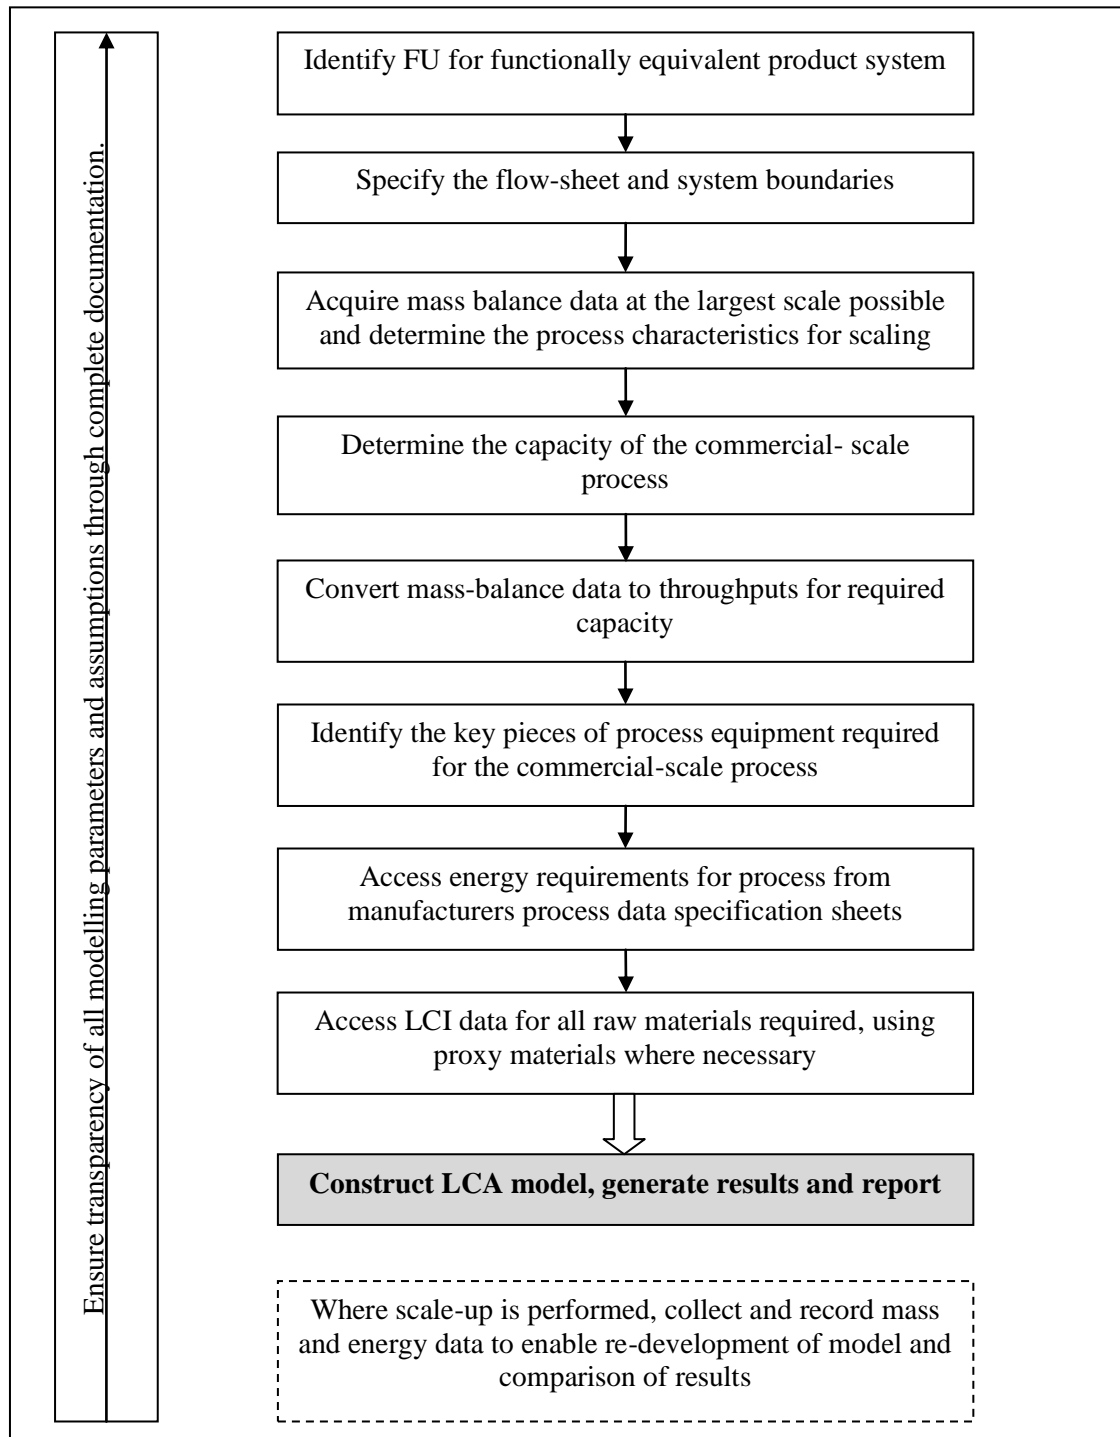 Ensure transparency of all modelling parameters and assumptions through complete documentation.
Identify FU for functionally equivalent product system
Specify the flow-sheet and system boundaries
Acquire mass balance data at the largest scale possible
and determine the process characteristics for scaling
Determine the capacity of the commercial- scale
process
Convert mass-balance data to throughputs for required
capacity
Identify the key pieces of process equipment required
for the commercial-scale process
Access energy requirements for process from
manufacturers process data specification sheets
Access LCI data for all raw materials required, using
proxy materials where necessary
Construct LCA model, generate results and report
Where scale-up is performed, collect and record mass
and energy data to enable re-development of model and
comparison of results